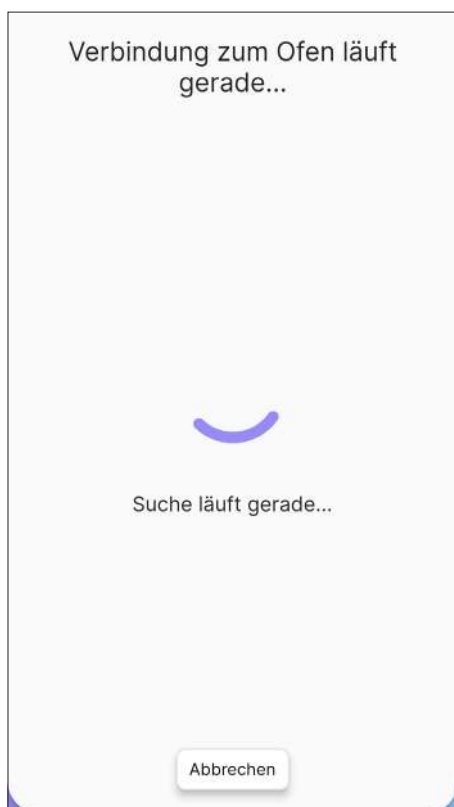 Verbindung zum Ofen läuft
gerade...
Suche läuft gerade...
Abbrechen